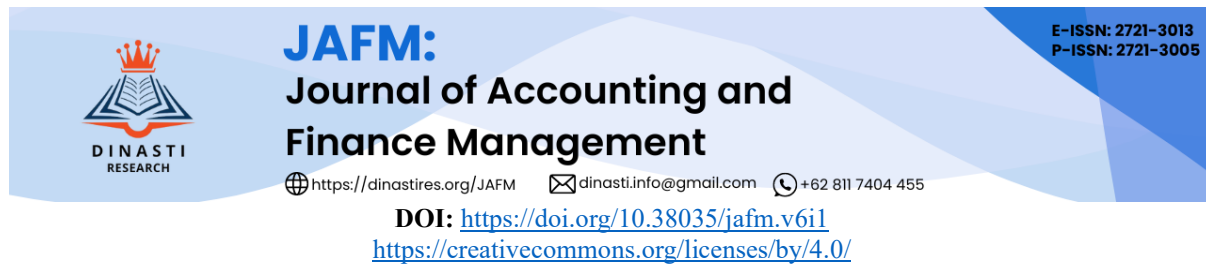 JAFM:
Journal of Accounting and
Finance Management
E-ISSN: 2721-3013
P-ISSN: 2721-3005
DINASTI
RESEARCH
https://dinastires.org/JAFM dinasti.info@gmail.com +62 811 7404 455
DOI: https://doi.org/10.38035/jafm.v6i1
https://creativecommons.org/licenses/by/4.0/